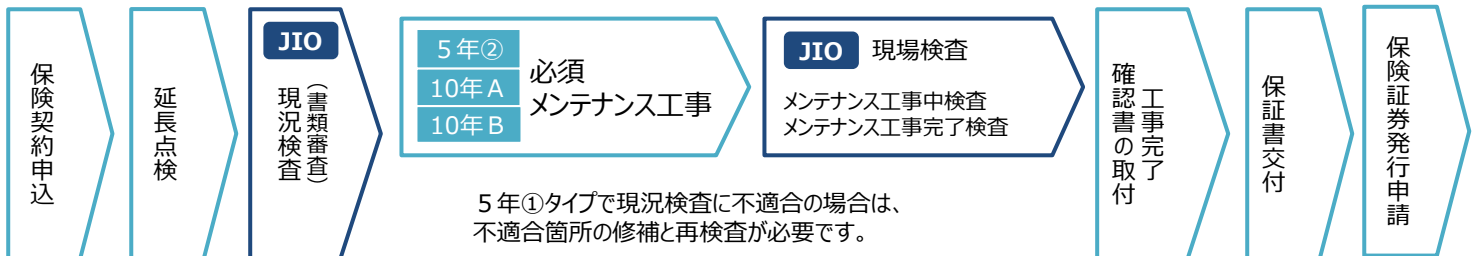 保険契約申込
延長点検
JIO
現況検査
（書類審査）
５年②
10年Ａ
10年Ｂ
必須
メンテナンス工事
JIO 現場検査
メンテナンス工事中検査
メンテナンス工事完了検査
５年①タイプで現況検査に不適合の場合は、
不適合箇所の修補と再検査が必要です。
工事完了
確認書の取付
保証書交付
保険証券発行申請